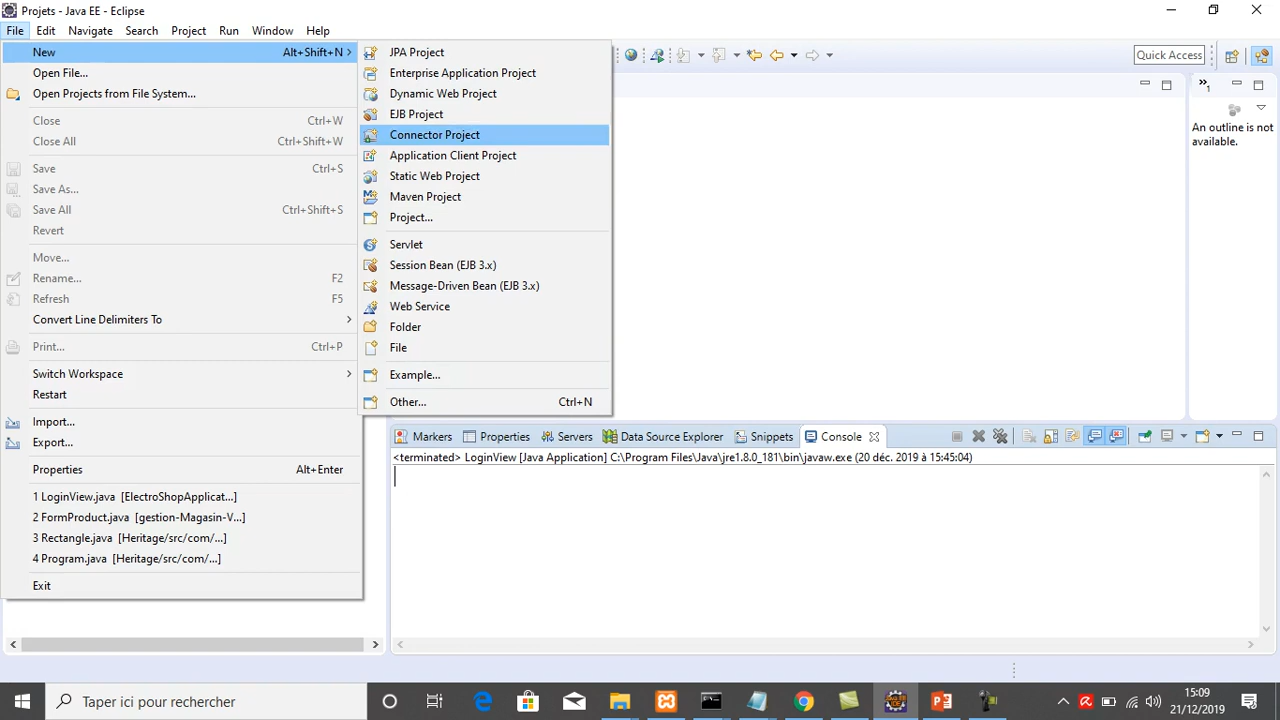 Projets - Java EE - Eclipse
File Edit Navigate Search Project Run Window Help
New Alt+Shift+N
Open File...
Open Projects from File System...
Close Ctrl+W
Close All Ctrl+Shift+W
Save Ctrl+S
Save As...
Save All Ctrl+Shift+S
Revert
Move...
Rename... F2
Refresh F5
Convert Line Delimiters To
Print... Ctrl+P
Switch Workspace
Restart
Import...
Export...
Properties Alt+Enter
1 LoginView.java [ElectroShopApplicat...]
2 FormProduct.java [gestion-Magasin-V...]
3 Rectangle.java [Heritage/src/com/...]
4 Program.java [Heritage/src/com/...]
Exit
JPA Project
Enterprise Application Project
Dynamic Web Project
EJB Project
Connector Project
Application Client Project
Static Web Project
Maven Project
Project...
Servlet
Session Bean (EJB 3.x)
Message-Driven Bean (EJB 3.x)
Web Service
Folder
File
Example...
Other... Ctrl+N
Quick Access
1
An outline is not
available.
Markers Properties Servers Data Source Explorer Snippets Console
<terminated> LoginView [Java Application] C:\Program Files\Java\jre1.8.0_181\bin\javaw.exe (20 déc. 2019 à 15:45:04)
Taper ici pour rechercher
15:09
21/12/2019